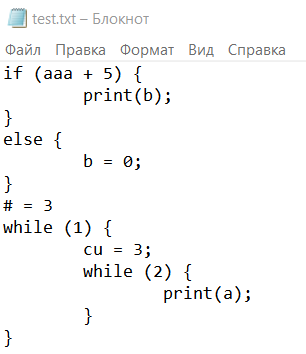 test.txt – Блокнот
Файл Правка Формат Вид Справка
if (aaa + 5) {
        print(b);
}
else {
        b = 0;
}
# = 3
while (1) {
        cu = 3;
        while (2) {
                print(a);
        }
}